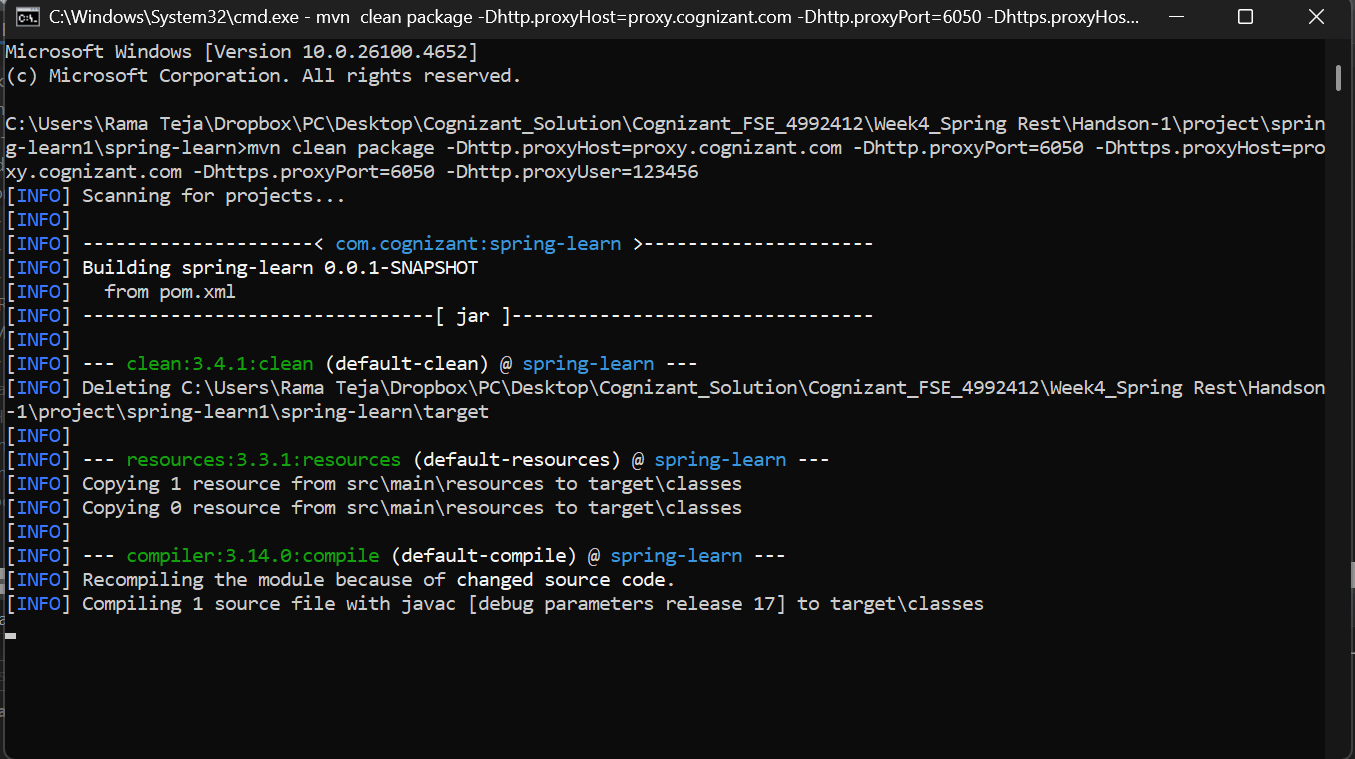 C:\Windows\System32\cmd.exe - mvn  clean package -Dhttp.proxyHost=proxy.cognizant.com -Dhttp.proxyPort=6050 -Dhttps.proxyHos...
Microsoft Windows [Version 10.0.26100.4652]
(c) Microsoft Corporation. All rights reserved.
C:\Users\Rama Teja\Dropbox\PC\Desktop\Cognizant_Solution\Cognizant_FSE_4992412\Week4_Spring Rest\Handson-1\project\sprin
g-learn1\spring-learn>mvn clean package -Dhttp.proxyHost=proxy.cognizant.com -Dhttp.proxyPort=6050 -Dhttps.proxyHost=pro
xy.cognizant.com -Dhttps.proxyPort=6050 -Dhttp.proxyUser=123456
[INFO] Scanning for projects...
[INFO]
[INFO] ---------------------< com.cognizant:spring-learn >----------------------
[INFO] Building spring-learn 0.0.1-SNAPSHOT
[INFO]   from pom.xml
[INFO] --------------------------------[ jar ]---------------------------------
[INFO]
[INFO] --- clean:3.4.1:clean (default-clean) @ spring-learn ---
[INFO] Deleting C:\Users\Rama Teja\Dropbox\PC\Desktop\Cognizant_Solution\Cognizant_FSE_4992412\Week4_Spring Rest\Handson
-1\project\spring-learn1\spring-learn\target
[INFO]
[INFO] --- resources:3.3.1:resources (default-resources) @ spring-learn ---
[INFO] Copying 1 resource from src\main\resources to target\classes
[INFO] Copying 0 resource from src\main\resources to target\classes
[INFO]
[INFO] --- compiler:3.14.0:compile (default-compile) @ spring-learn ---
[INFO] Recompiling the module because of changed source code.
[INFO] Compiling 1 source file with javac [debug parameters release 17] to target\classes